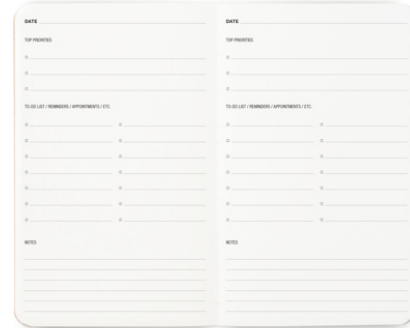 DATE
TOP PRIORITIES
TO-DO LIST / REMINDERS / APPOINTMENTS / ETC.
NOTES
DATE
TOP PRIORITIES
TO-DO LIST / REMINDERS / APPOINTMENTS / ETC.
NOTES